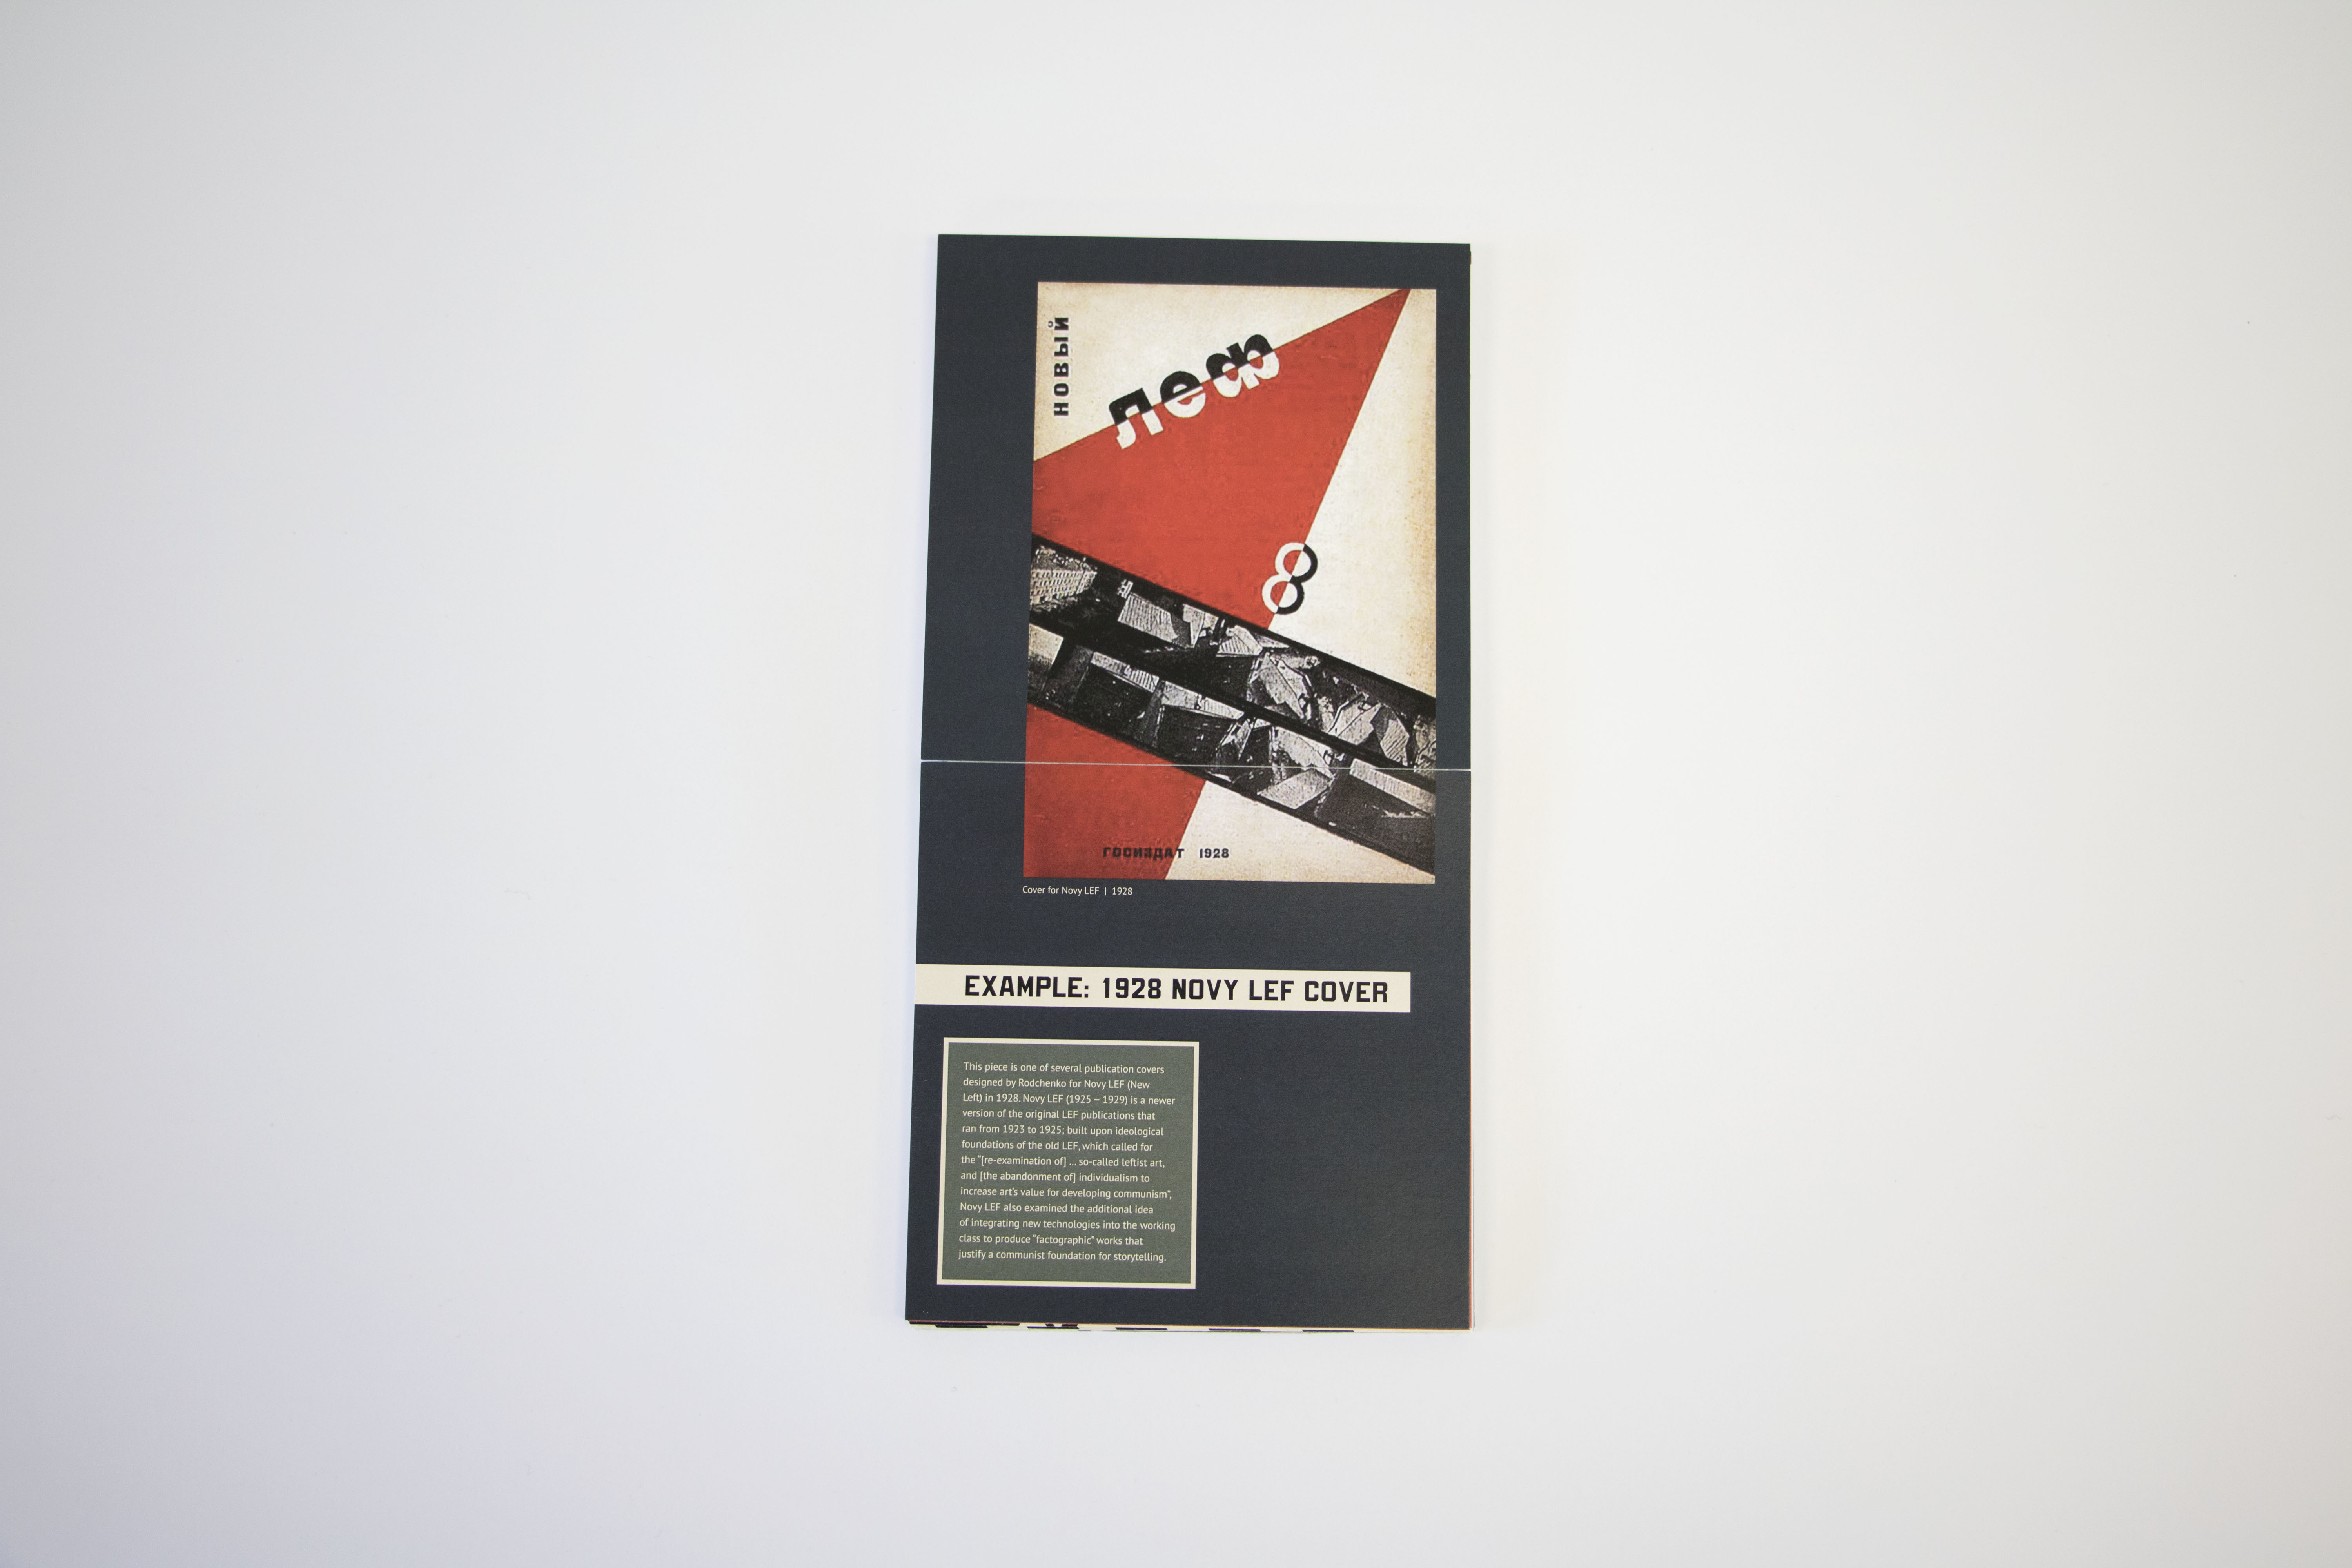 НОВЫЙ
леф
8
ГОСИЗДАТ 1928
Cover for Novy LEF | 1928
EXAMPLE: 1928 NOVY LEF COVER
This piece is one of several publication covers
designed by Rodchenko for Novy LEF (New
Left) in 1928. Novy LEF (1925 – 1929) is a newer
version of the original LEF publications that
ran from 1923 to 1925; built upon ideological
foundations of the old LEF, which called for
the "[re-examination of] ... so-called leftist art,
and [the abandonment of] individualism to
increase art's value for developing communism",
Novy LEF also examined the additional idea
of integrating new technologies into the working
class to produce "factographic" works that
justify a communist foundation for storytelling.